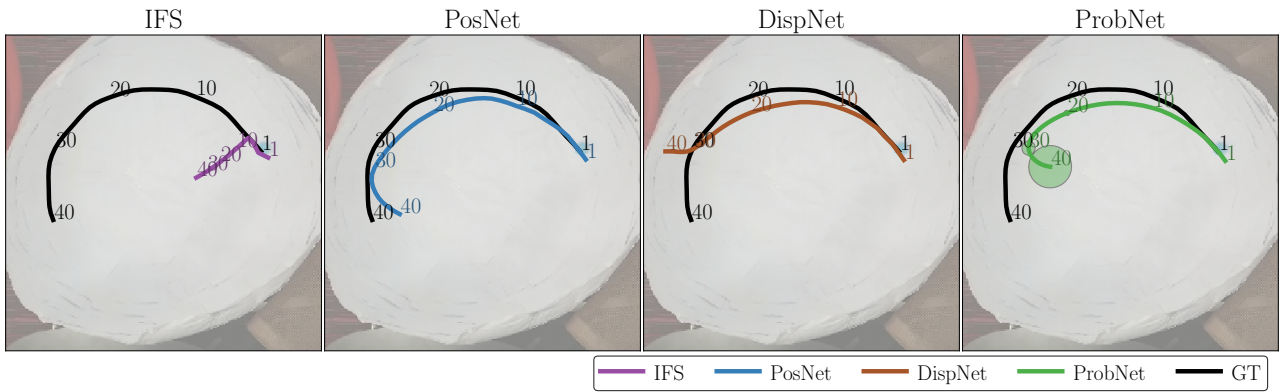 IFS PosNet DispNet ProbNet
20 10 20 10 20 10 20 10
20 10 20 10 20 10
30 10 1 1 30 1 1 40 30 30 1 1 30 30 1 1
40 30 20 30 40
40 40 40 40 40
IFS PosNet DispNet ProbNet GT